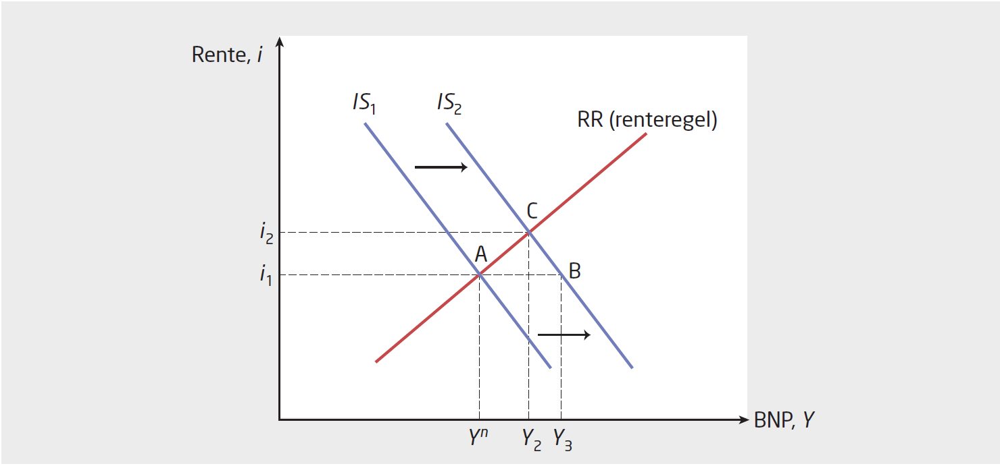 Rente, i
IS1
IS2
RR (renteregel)
C
i2
A
i1
B
BNP, Y
Yn
Y2
Y3